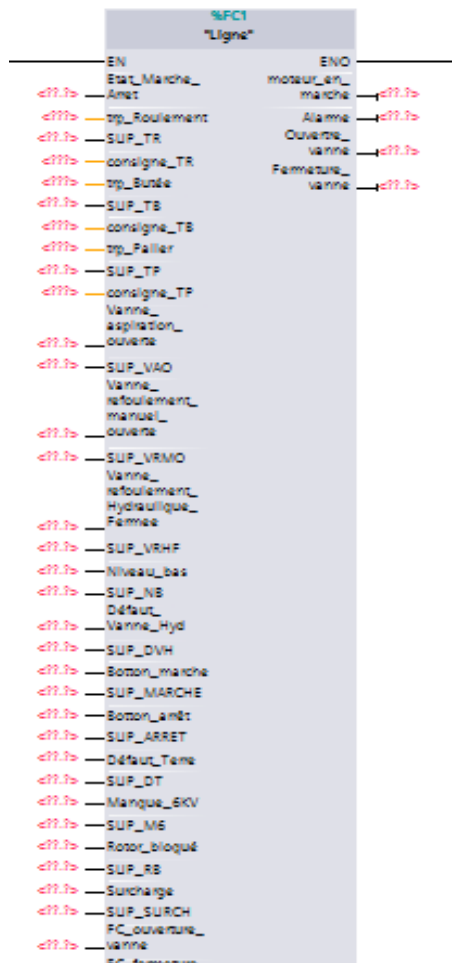 %FC1
"Ligne"
EN ENO
Etat_Marche_ moteur_en_
<??.?> Arret marche <??.?>
<???> trp_Roulement Alarme <??.?>
<??.?> SUP_TR Ouvertre_
<???> consigne_TR vanne <??.?>
<???> trp_Butée Fermeture_
<??.?> SUP_TB vanne <??.?>
<???> consigne_TB
<???> trp_Palier
<??.?> SUP_TP
<???> consigne_TP
Vanne_
aspiration_
<??.?> ouverte
<??.?> SUP_VAO
Vanne_
refoulement_
manuel_
<??.?> ouverte
<??.?> SUP_VRMO
Vanne_
refoulement_
Hydraulique_
<??.?> Fermee
<??.?> SUP_VRHF
<??.?> Niveau_bas
<??.?> SUP_NB
Défaut_
<??.?> Vanne_Hyd
<??.?> SUP_DVH
<??.?> Botton_marche
<??.?> SUP_MARCHE
<??.?> Botton_arrêt
<??.?> SUP_ARRET
<??.?> Défaut_Terre
<??.?> SUP_DT
<??.?> Manque_6KV
<??.?> SUP_M6
<??.?> Rotor_bloqué
<??.?> SUP_RB
<??.?> Surcharge
<??.?> SUP_SURCH
FC_ouverture_
<??.?> vanne